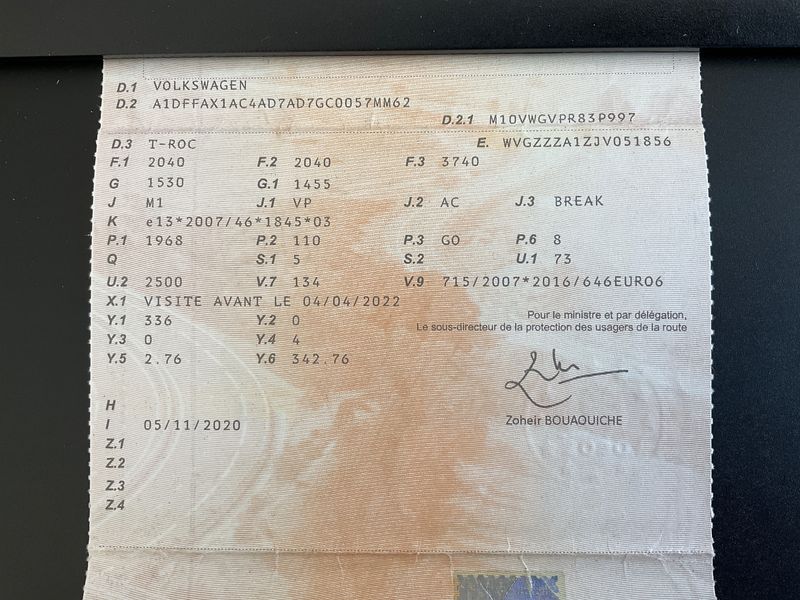 D.1 VOLKSWAGEN
D.2 A1DFFAX1AC4AD7AD7GC0057MM62
D.2.1 M10VWGVPR83P997
D.3 T-ROC E. WVGZZZA1ZJV051856
F.1 2040 F.2 2040 F.3 3740
G 1530 G.1 1455
J M1 J.1 VP J.2 AC J.3 BREAK
K e13*2007/46*1845*03
P.1 1968 P.2 110 P.3 GO P.6 8
Q S.1 5 S.2 U.1 73
U.2 2500 V.7 134 V.9 715/2007*2016/646EURO6
X.1 VISITE AVANT LE 04/04/2022
Y.1 336 Y.2 0
Pour le ministre et par délégation,
Le sous-directeur de la protection des usagers de la route
Y.3 0 Y.4 4
Y.5 2.76 Y.6 342.76
H
I 05/11/2020
Zoheir BOUAOUICHE
Z.1
Z.2
Z.3
Z.4